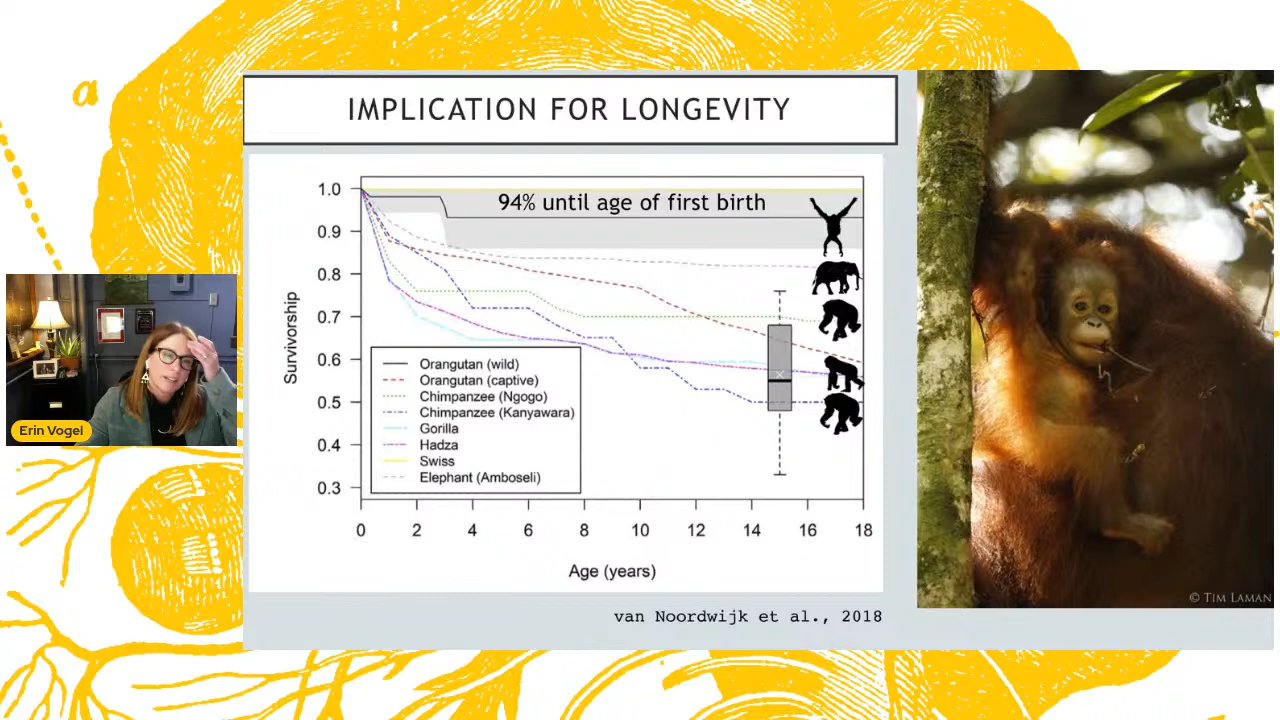 a
IMPLICATION FOR LONGEVITY
94% until age of first birth
Survivorship
1.0
0.9
0.8
0.7
0.6
0.5
0.4
0.3
Orangutan (wild)
Orangutan (captive)
Chimpanzee (Ngogo)
Chimpanzee (Kanyawara)
Gorilla
Hadza
Swiss
Elephant (Amboseli)
0 2 4 6 8 10 12 14 16 18
Age (years)
van Noordwijk et al., 2018
© TIM LAMAN
Erin Vogel